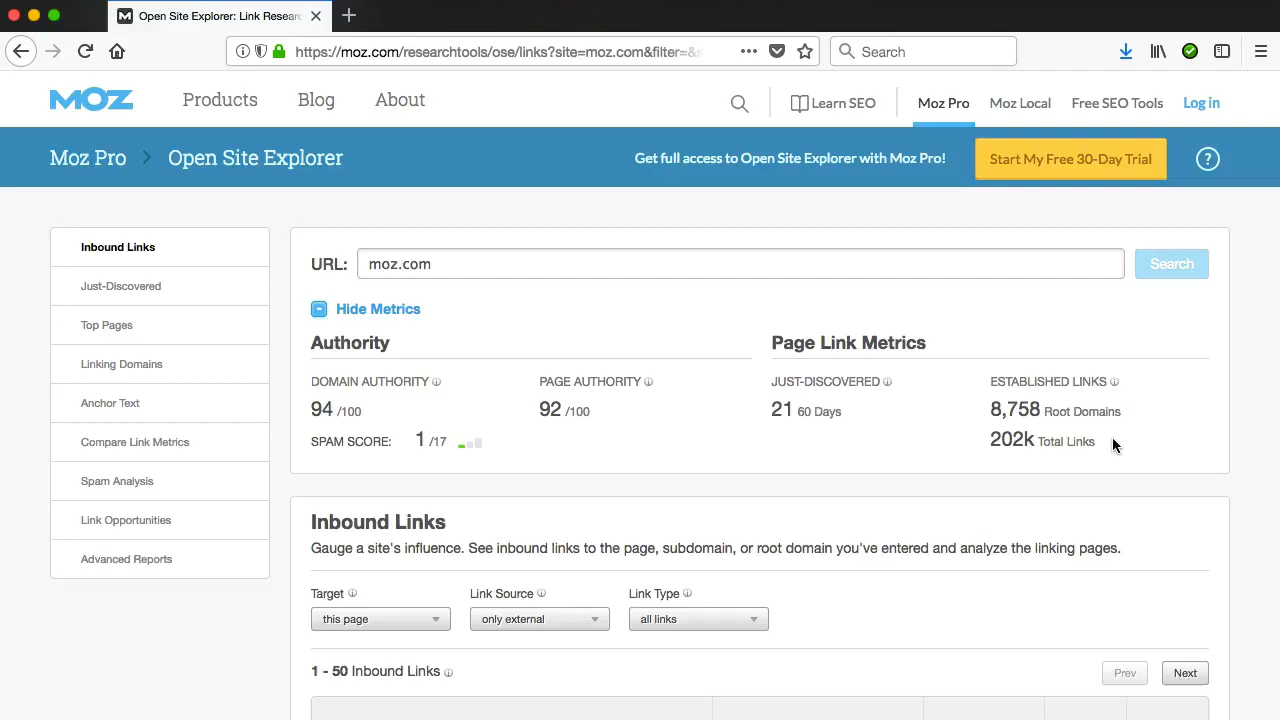 Open Site Explorer: Link Resear
https://moz.com/researchtools/ose/links?site=moz.com&filter=&s
Search
MOZ
Products
Blog
About
Learn SEO
Moz Pro
Moz Local
Free SEO Tools
Log in
Moz Pro > Open Site Explorer
Get full access to Open Site Explorer with Moz Pro!
Start My Free 30-Day Trial
?
Inbound Links
Just-Discovered
Top Pages
Linking Domains
Anchor Text
Compare Link Metrics
Spam Analysis
Link Opportunities
Advanced Reports
URL: moz.com
Search
Hide Metrics
Authority
DOMAIN AUTHORITY
94 /100
SPAM SCORE: 1 /17
PAGE AUTHORITY
92 /100
Page Link Metrics
JUST-DISCOVERED
21 60 Days
ESTABLISHED LINKS
8,758 Root Domains
202k Total Links
Inbound Links
Gauge a site's influence. See inbound links to the page, subdomain, or root domain you've entered and analyze the linking pages.
Target
this page
Link Source
only external
Link Type
all links
1 - 50 Inbound Links
Prev
Next